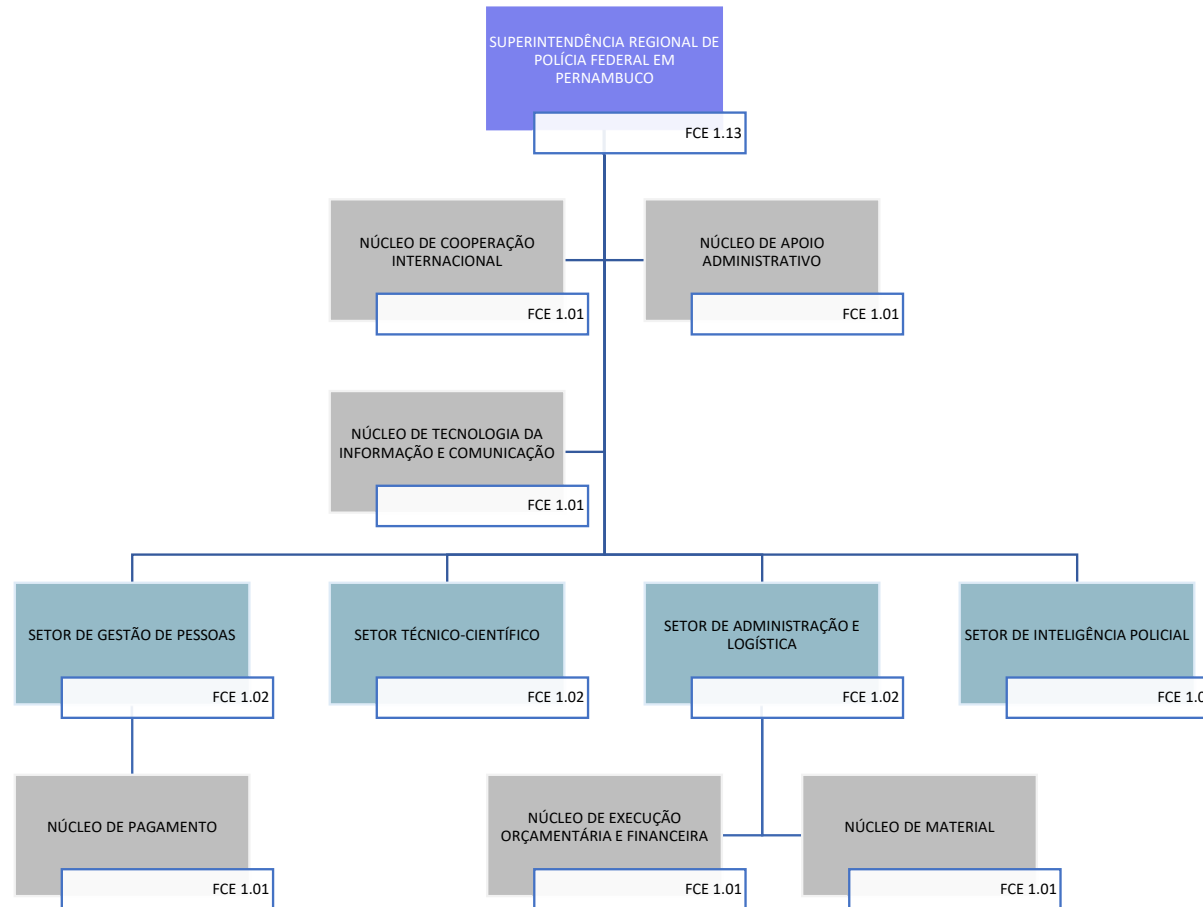 SUPERINTENDÊNCIA REGIONAL DE
POLÍCIA FEDERAL EM
PERNAMBUCO
FCE 1.13
NÚCLEO DE COOPERAÇÃO
INTERNACIONAL
FCE 1.01
NÚCLEO DE APOIO
ADMINISTRATIVO
FCE 1.01
NÚCLEO DE TECNOLOGIA DA
INFORMAÇÃO E COMUNICAÇÃO
FCE 1.01
SETOR DE GESTÃO DE PESSOAS
FCE 1.02
SETOR TÉCNICO-CIENTÍFICO
FCE 1.02
SETOR DE ADMINISTRAÇÃO E
LOGÍSTICA
FCE 1.02
SETOR DE INTELIGÊNCIA POLICIAL
FCE
NÚCLEO DE PAGAMENTO
FCE 1.01
NÚCLEO DE EXECUÇÃO
ORÇAMENTÁRIA E FINANCEIRA
FCE 1.01
NÚCLEO DE MATERIAL
FCE 1.01